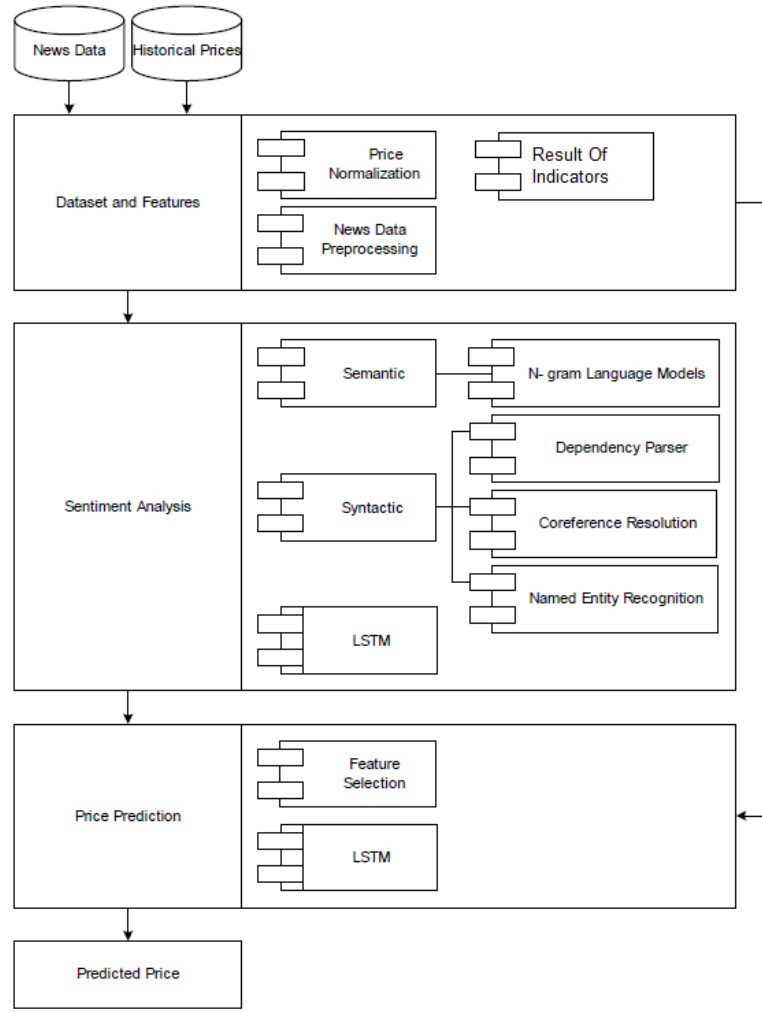 News Data
Historical Prices
Dataset and Features
Price
Normalization
Result Of
Indicators
News Data
Preprocessing
Sentiment Analysis
Semantic
N- gram Language Models
Dependency Parser
Syntactic
Coreference Resolution
Named Entity Recognition
LSTM
Price Prediction
Feature
Selection
LSTM
Predicted Price